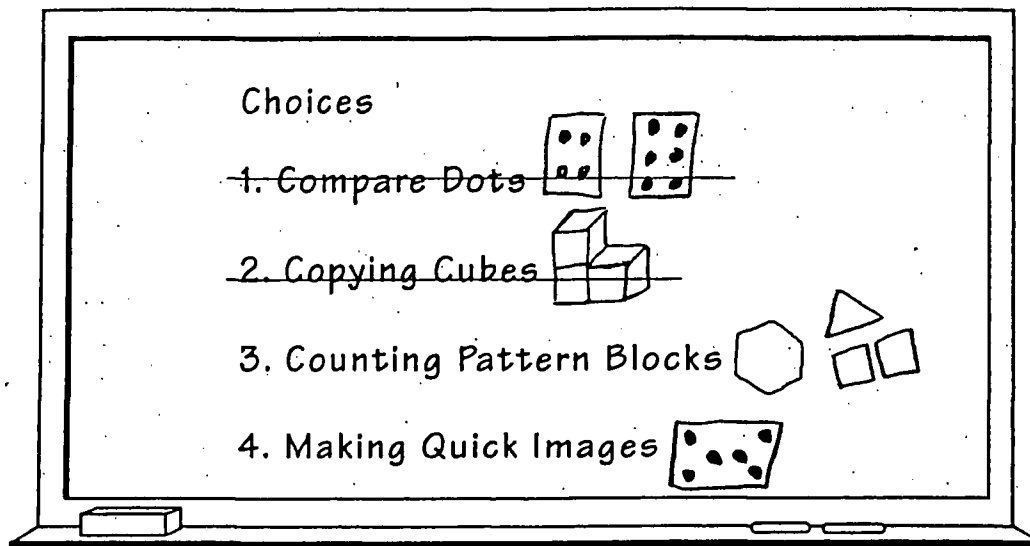 Choices
1. Compare Dots
2. Copying Cubes
3. Counting Pattern Blocks
4. Making Quick Images